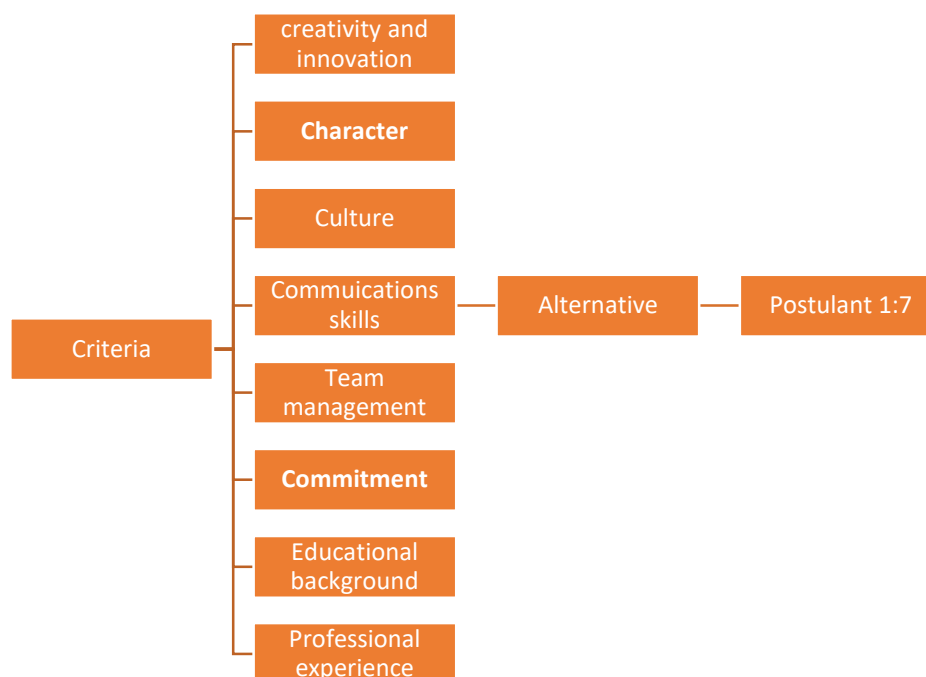 creativity and
innovation
Character
Culture
Commuications
skills
Alternative
Postulant 1:7
Criteria
Team
management
Commitment
Educational
background
Professional
experience